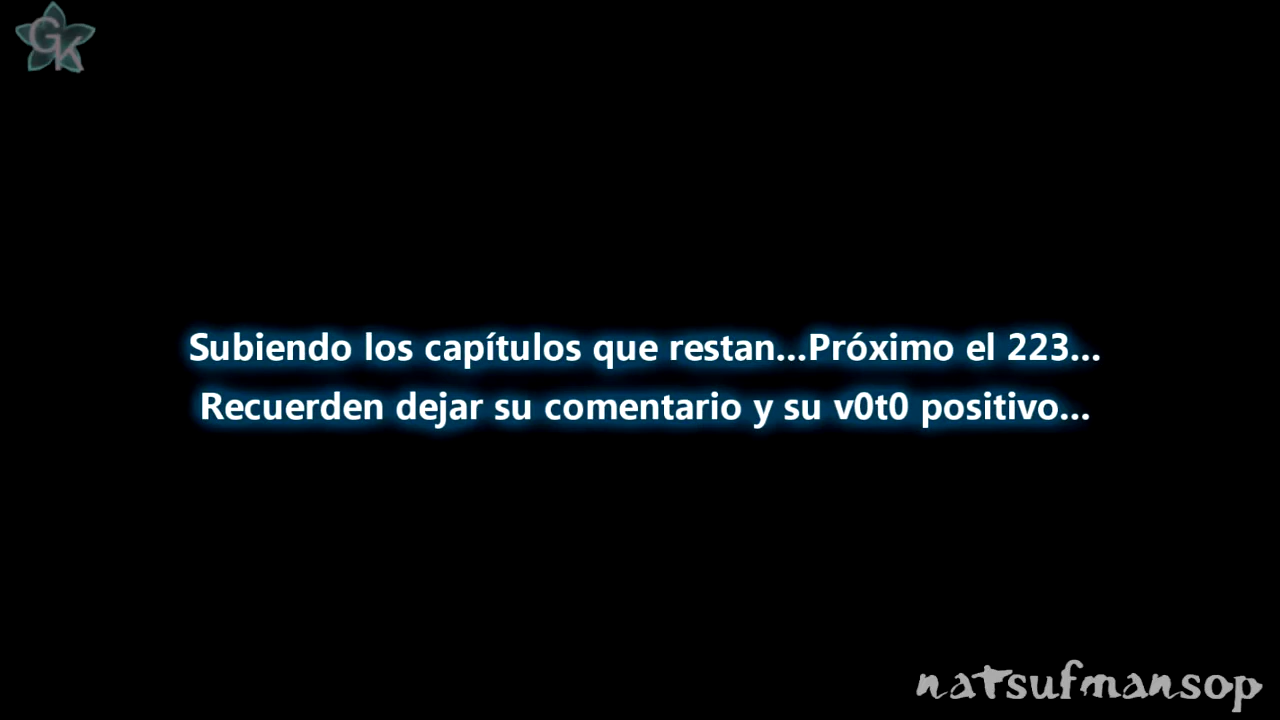 GK
Subiendo los capítulos que restan...Próximo el 223...
Recuerden dejar su comentario y su v0t0 positivo...
natsufmansop